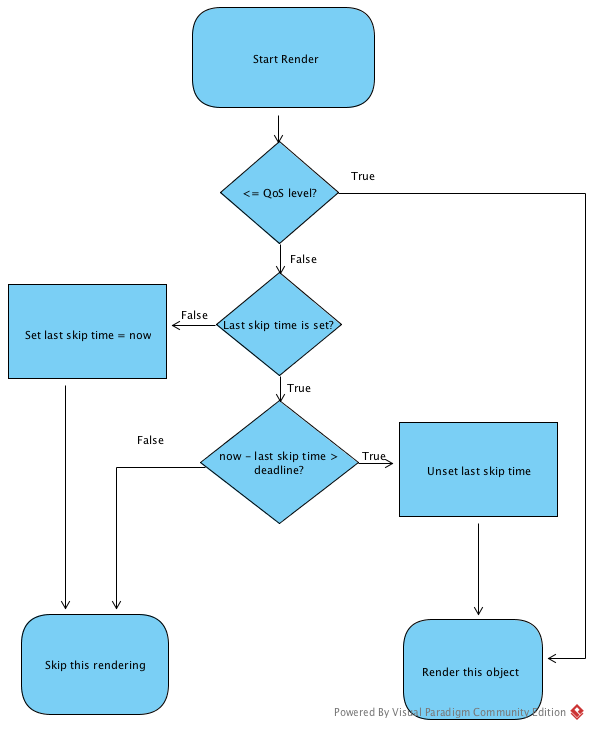 Start Render
<= QoS level?
True
False
Last skip time is set?
False
Set last skip time = now
True
False
now - last skip time >
deadline?
True
Unset last skip time
Skip this rendering
Render this object
Powered By Visual Paradigm Community Edition